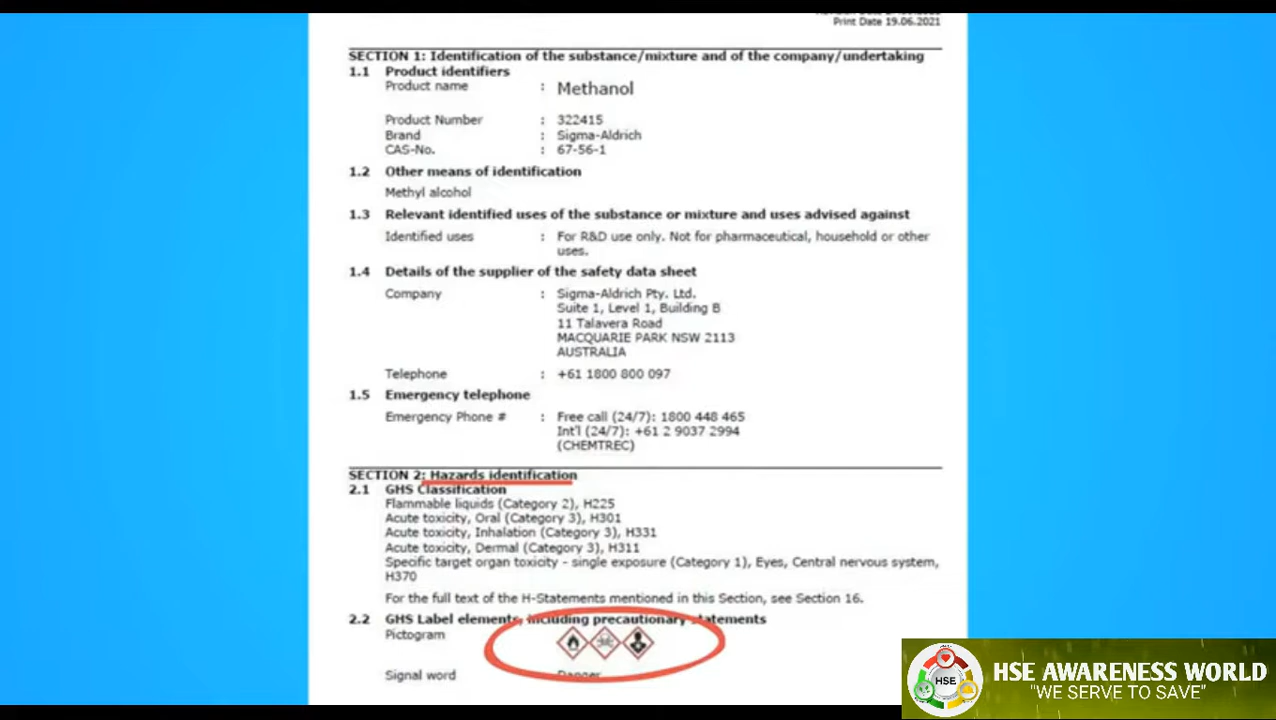 Print Date 19.06.2021
SECTION 1: Identification of the substance/mixture and of the company/undertaking
1.1 Product identifiers
Product name : Methanol
Product Number : 322415
Brand : Sigma-Aldrich
CAS-No. : 67-56-1
1.2 Other means of identification
Methyl alcohol
1.3 Relevant identified uses of the substance or mixture and uses advised against
Identified uses : For R&D use only. Not for pharmaceutical, household or other
uses.
1.4 Details of the supplier of the safety data sheet
Company : Sigma-Aldrich Pty. Ltd.
Suite 1, Level 1, Building B
11 Talavera Road
MACQUARIE PARK NSW 2113
AUSTRALIA
Telephone : +61 1800 800 097
1.5 Emergency telephone
Emergency Phone # : Free call (24/7): 1800 448 465
Int'l (24/7): +61 2 9037 2994
(CHEMTREC)
SECTION 2: Hazards identification
2.1 GHS Classification
Flammable liquids (Category 2), H225
Acute toxicity, Oral (Category 3), H301
Acute toxicity, Inhalation (Category 3), H331
Acute toxicity, Dermal (Category 3), H311
Specific target organ toxicity - single exposure (Category 1), Eyes, Central nervous system,
H370
For the full text of the H-Statements mentioned in this Section, see Section 16.
2.2 GHS Label elements, including precautionary statements
Pictogram
Signal word Danger
HSE
HSE AWARENESS WORLD
"WE SERVE TO SAVE"